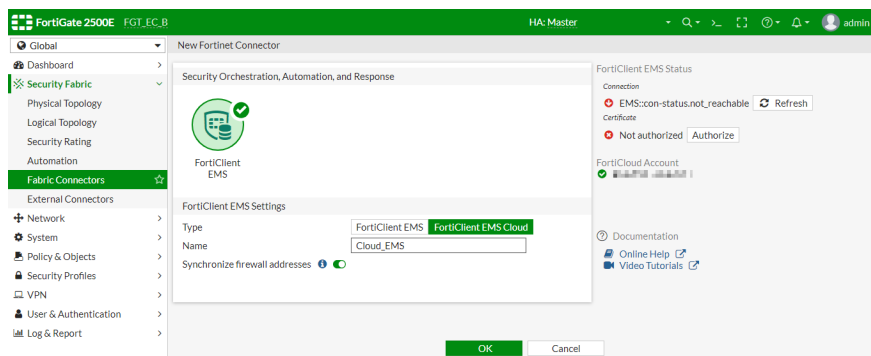 FortiGate 2500E FGT_EC_B HA: Master >_ admin
Global
New Fortinet Connector
Dashboard
Security Fabric
Physical Topology
Logical Topology
Security Rating
Automation
Fabric Connectors
External Connectors
Network
System
Policy & Objects
Security Profiles
VPN
User & Authentication
Log & Report
Security Orchestration, Automation, and Response
FortiClient
EMS
FortiClient EMS Settings
Type FortiClient EMS FortiClient EMS Cloud
Name Cloud_EMS
Synchronize firewall addresses
OK Cancel
FortiClient EMS Status
Connection
EMS::con-status.not_reachable Refresh
Certificate
Not authorized Authorize
FortiCloud Account
Documentation
Online Help
Video Tutorials